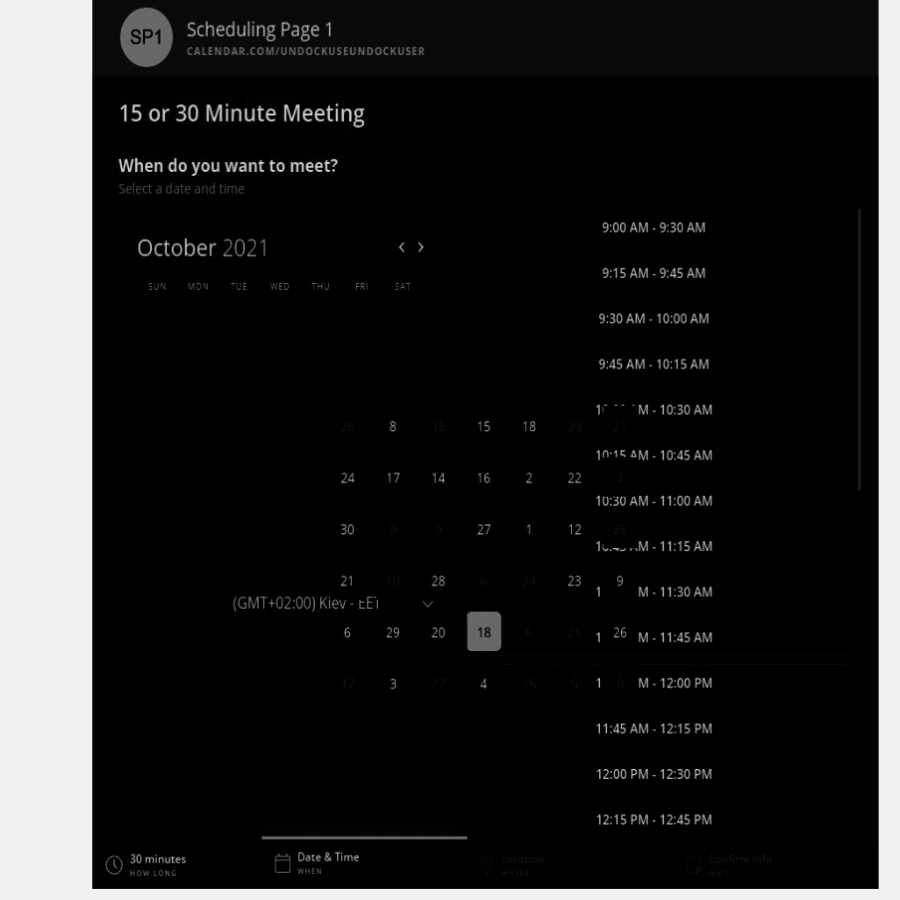 SP1
Scheduling Page 1
CALENDAR.COM/UNDOCKUSEUNDOCKUSER
15 or 30 Minute Meeting
When do you want to meet?
Select a date and time
October 2021
SUN MON TUE WED THU FRI SAT
26 8 16 15 18 23 21
24 17 14 16 2 22 7
30 9 9 27 1 12 25
21 10 28 6 24 23 9
6 29 20 18 6 25 26
17 3 27 4 16 5 8
(GMT+02:00) Kiev - EET
9:00 AM - 9:30 AM
9:15 AM - 9:45 AM
9:30 AM - 10:00 AM
9:45 AM - 10:15 AM
M - 10:30 AM
10:15 AM - 10:45 AM
10:30 AM - 11:00 AM
10:45 AM - 11:15 AM
1 M - 11:30 AM
1 M - 11:45 AM
1 M - 12:00 PM
11:45 AM - 12:15 PM
12:00 PM - 12:30 PM
12:15 PM - 12:45 PM
30 minutes
HOW LONG
Date & Time
WHEN
Location
WHERE
Confirm Info
WHO